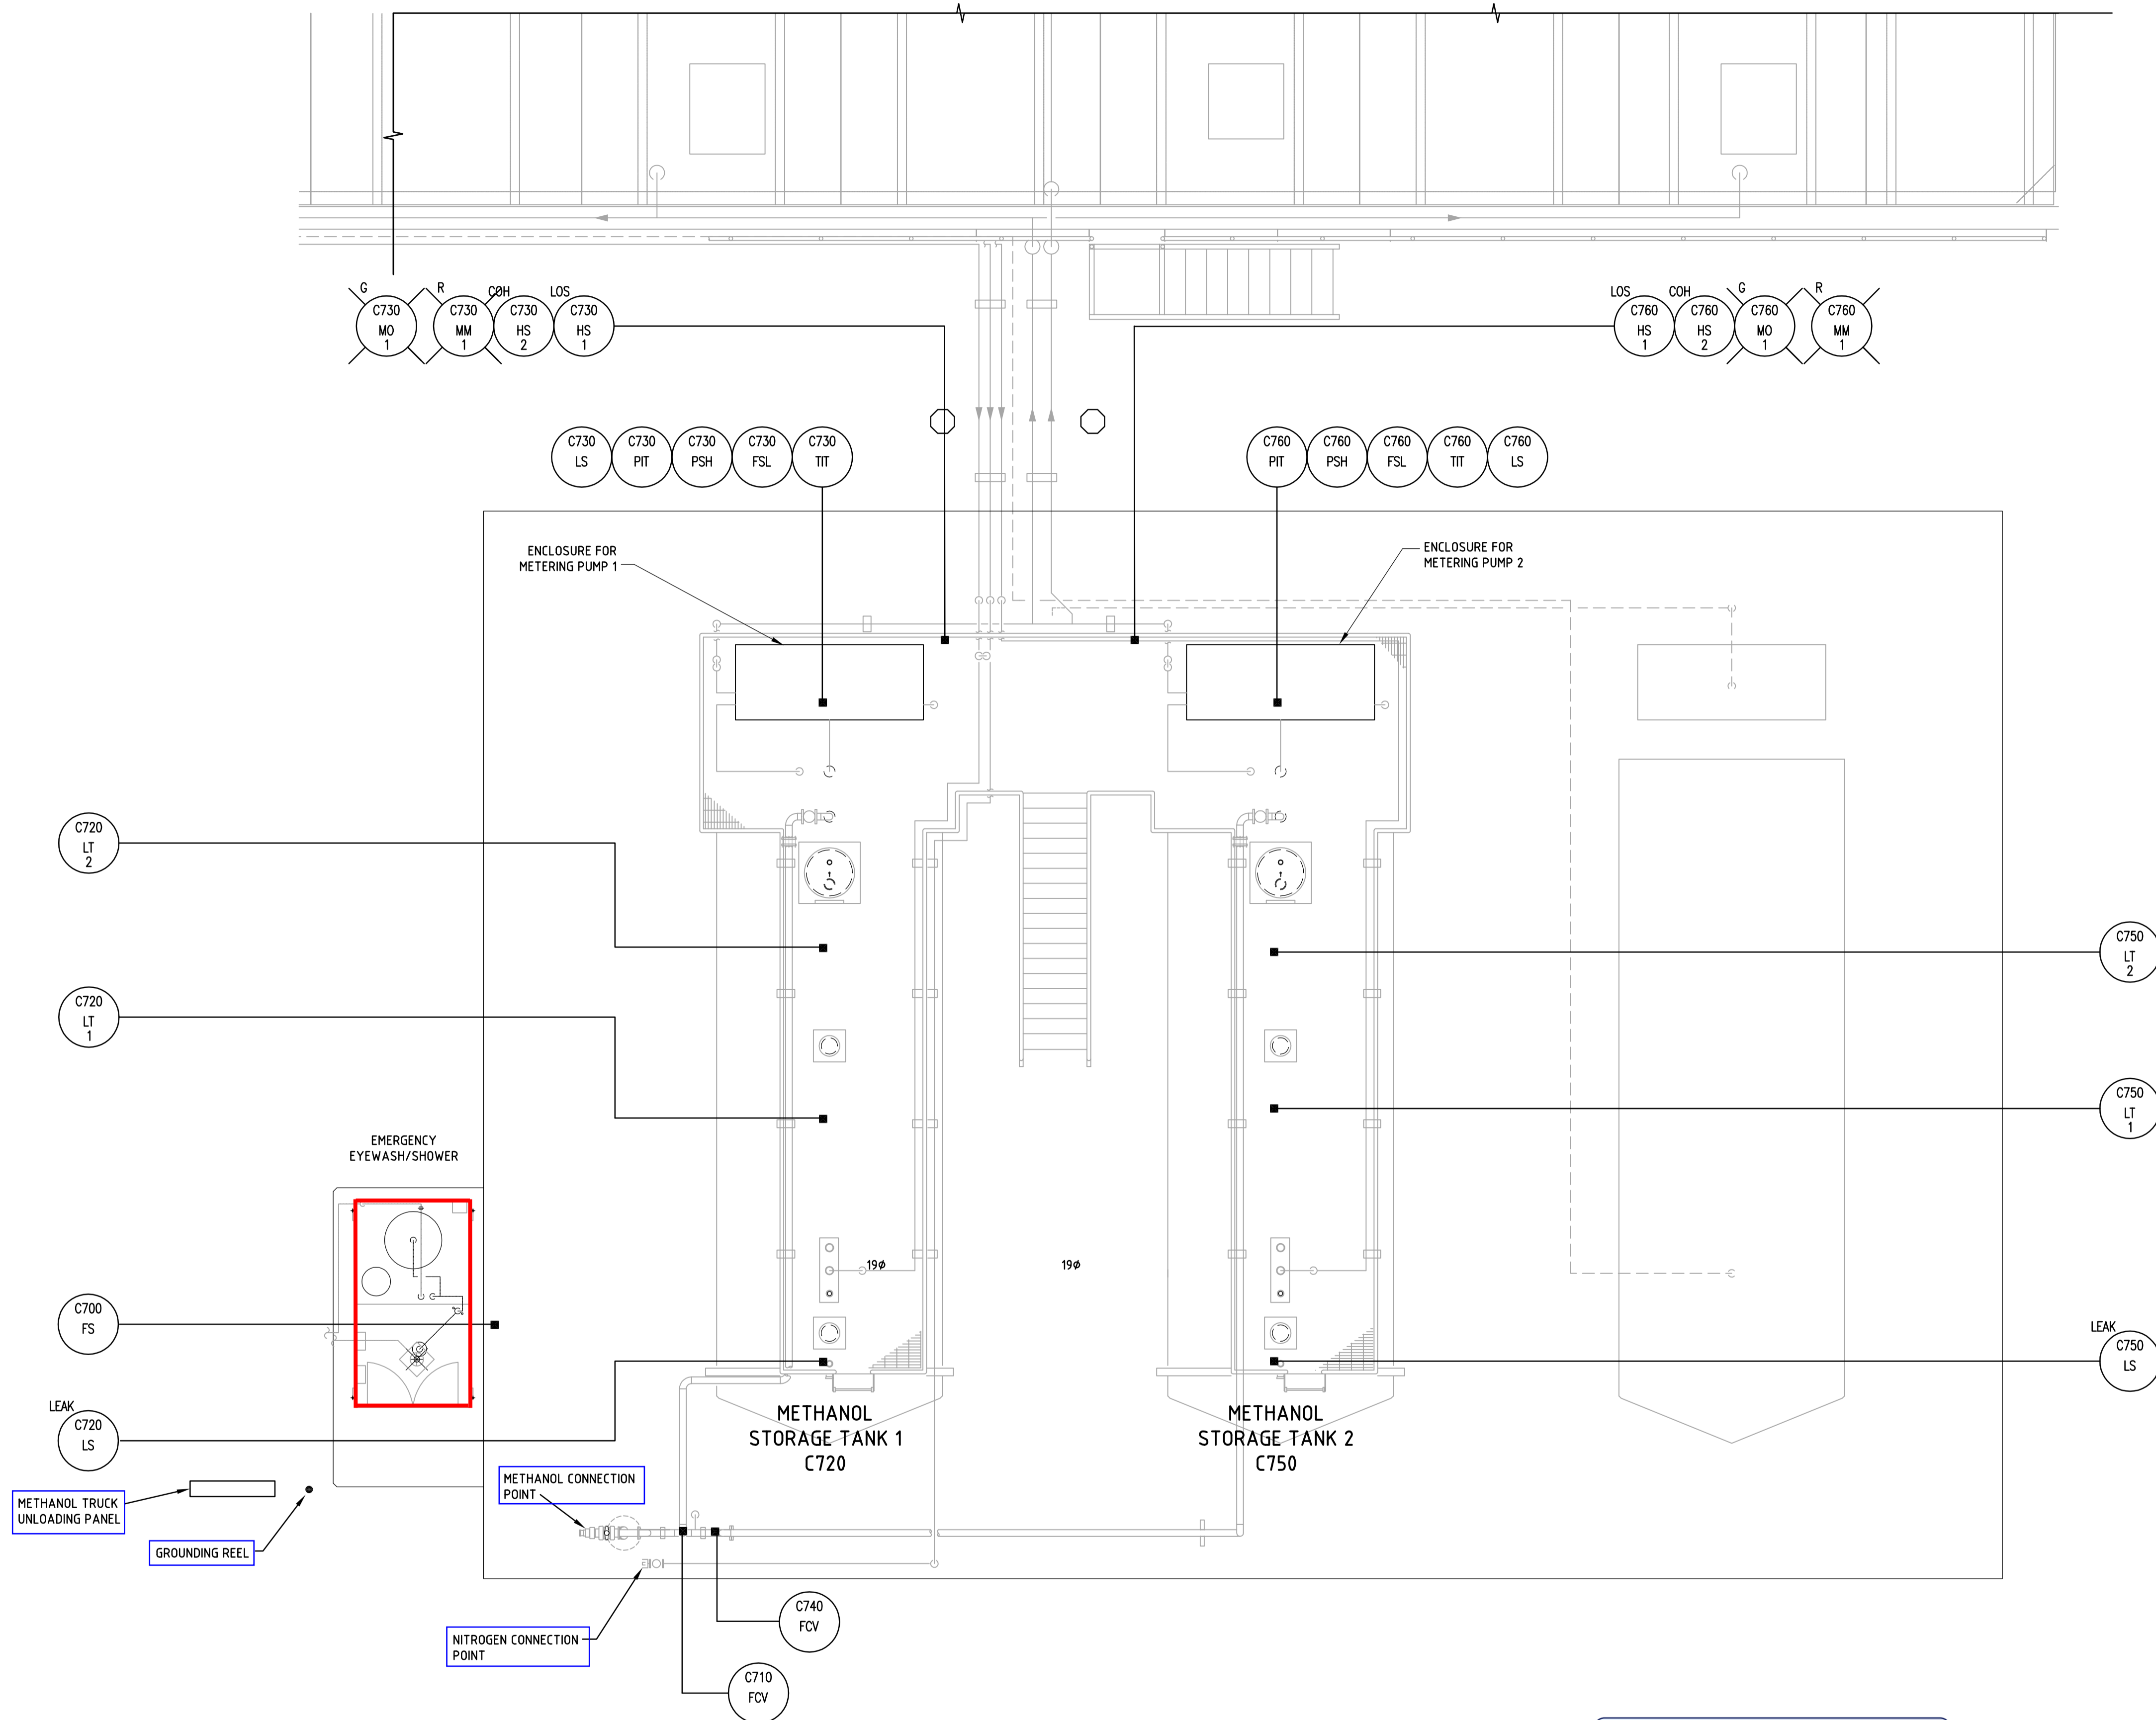 G
R
COH
LOS
C730
MO
1
C730
MM
1
C730
HS
2
C730
HS
1
LOS
COH
G
R
C760
HS
1
C760
HS
2
C760
MO
1
C760
MM
1
C730
LS
C730
PIT
C730
PSH
C730
FSL
C730
TIT
C760
PIT
C760
PSH
C760
FSL
C760
TIT
C760
LS
ENCLOSURE FOR
METERING PUMP 1
ENCLOSURE FOR
METERING PUMP 2
C720
LT
2
C750
LT
2
C720
LT
1
C750
LT
1
EMERGENCY
EYEWASH/SHOWER
19ø
19ø
C700
FS
LEAK
C750
LS
LEAK
C720
LS
METHANOL
STORAGE TANK 1
C720
METHANOL
STORAGE TANK 2
C750
METHANOL CONNECTION
POINT
METHANOL TRUCK
UNLOADING PANEL
GROUNDING REEL
NITROGEN CONNECTION
POINT
C740
FCV
C710
FCV